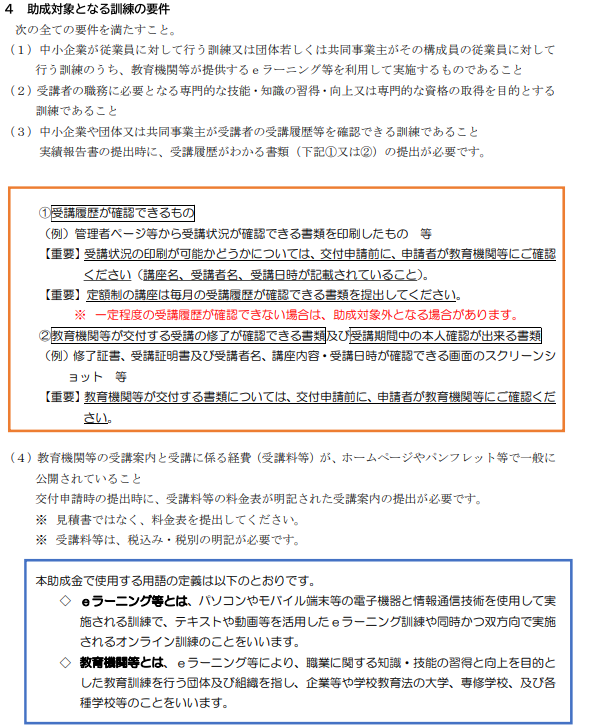 ４　助成対象となる訓練の要件
次の全ての要件を満たすこと。
（１）中小企業が従業員に対して行う訓練又は団体若しくは共同事業主がその構成員の従業員に対して
行う訓練のうち、教育機関等が提供するｅラーニング等を利用して実施するものであること
（２）受講者の職務に必要となる専門的な技能・知識の習得・向上又は専門的な資格の取得を目的とする
訓練であること
（３）中小企業や団体又は共同事業主が受講者の受講履歴等を確認できる訓練であること
実績報告書の提出時に、受講履歴がわかる書類（下記①又は②）の提出が必要です。
①受講履歴が確認できるもの
（例）管理者ページ等から受講状況が確認できる書類を印刷したもの　等
【重要】受講状況の印刷が可能かどうかについては、交付申請前に、申請者が教育機関等にご確認
ください（講座名、受講者名、受講日時が記載されていること）。
【重要】定額制の講座は毎月の受講履歴が確認できる書類を提出してください。
※　一定程度の受講履歴が確認できない場合は、助成対象外となる場合があります。
②教育機関等が交付する受講の修了が確認できる書類及び受講期間中の本人確認が出来る書類
（例）修了証書、受講証明書及び受講者名、講座内容・受講日時が確認できる画面のスクリーンシ
ョット　等
【重要】教育機関等が交付する書類については、交付申請前に、申請者が教育機関等にご確認くだ
さい。
（４）教育機関等の受講案内と受講に係る経費（受講料等）が、ホームページやパンフレット等で一般に
公開されていること
交付申請時の提出時に、受講料等の料金表が明記された受講案内の提出が必要です。
※　見積書ではなく、料金表を提出してください。
※　受講料等は、税込み・税別の明記が必要です。
本助成金で使用する用語の定義は以下のとおりです。
◇　ｅラーニング等とは、パソコンやモバイル端末等の電子機器と情報通信技術を使用して実
施される訓練で、テキストや動画等を活用したｅラーニング訓練や同時かつ双方向で実施
されるオンライン訓練のことをいいます。
◇　教育機関等とは、ｅラーニング等により、職業に関する知識・技能の習得と向上を目的と
した教育訓練を行う団体及び組織を指し、企業等や学校教育法の大学、専修学校、及び各
種学校等のことをいいます。